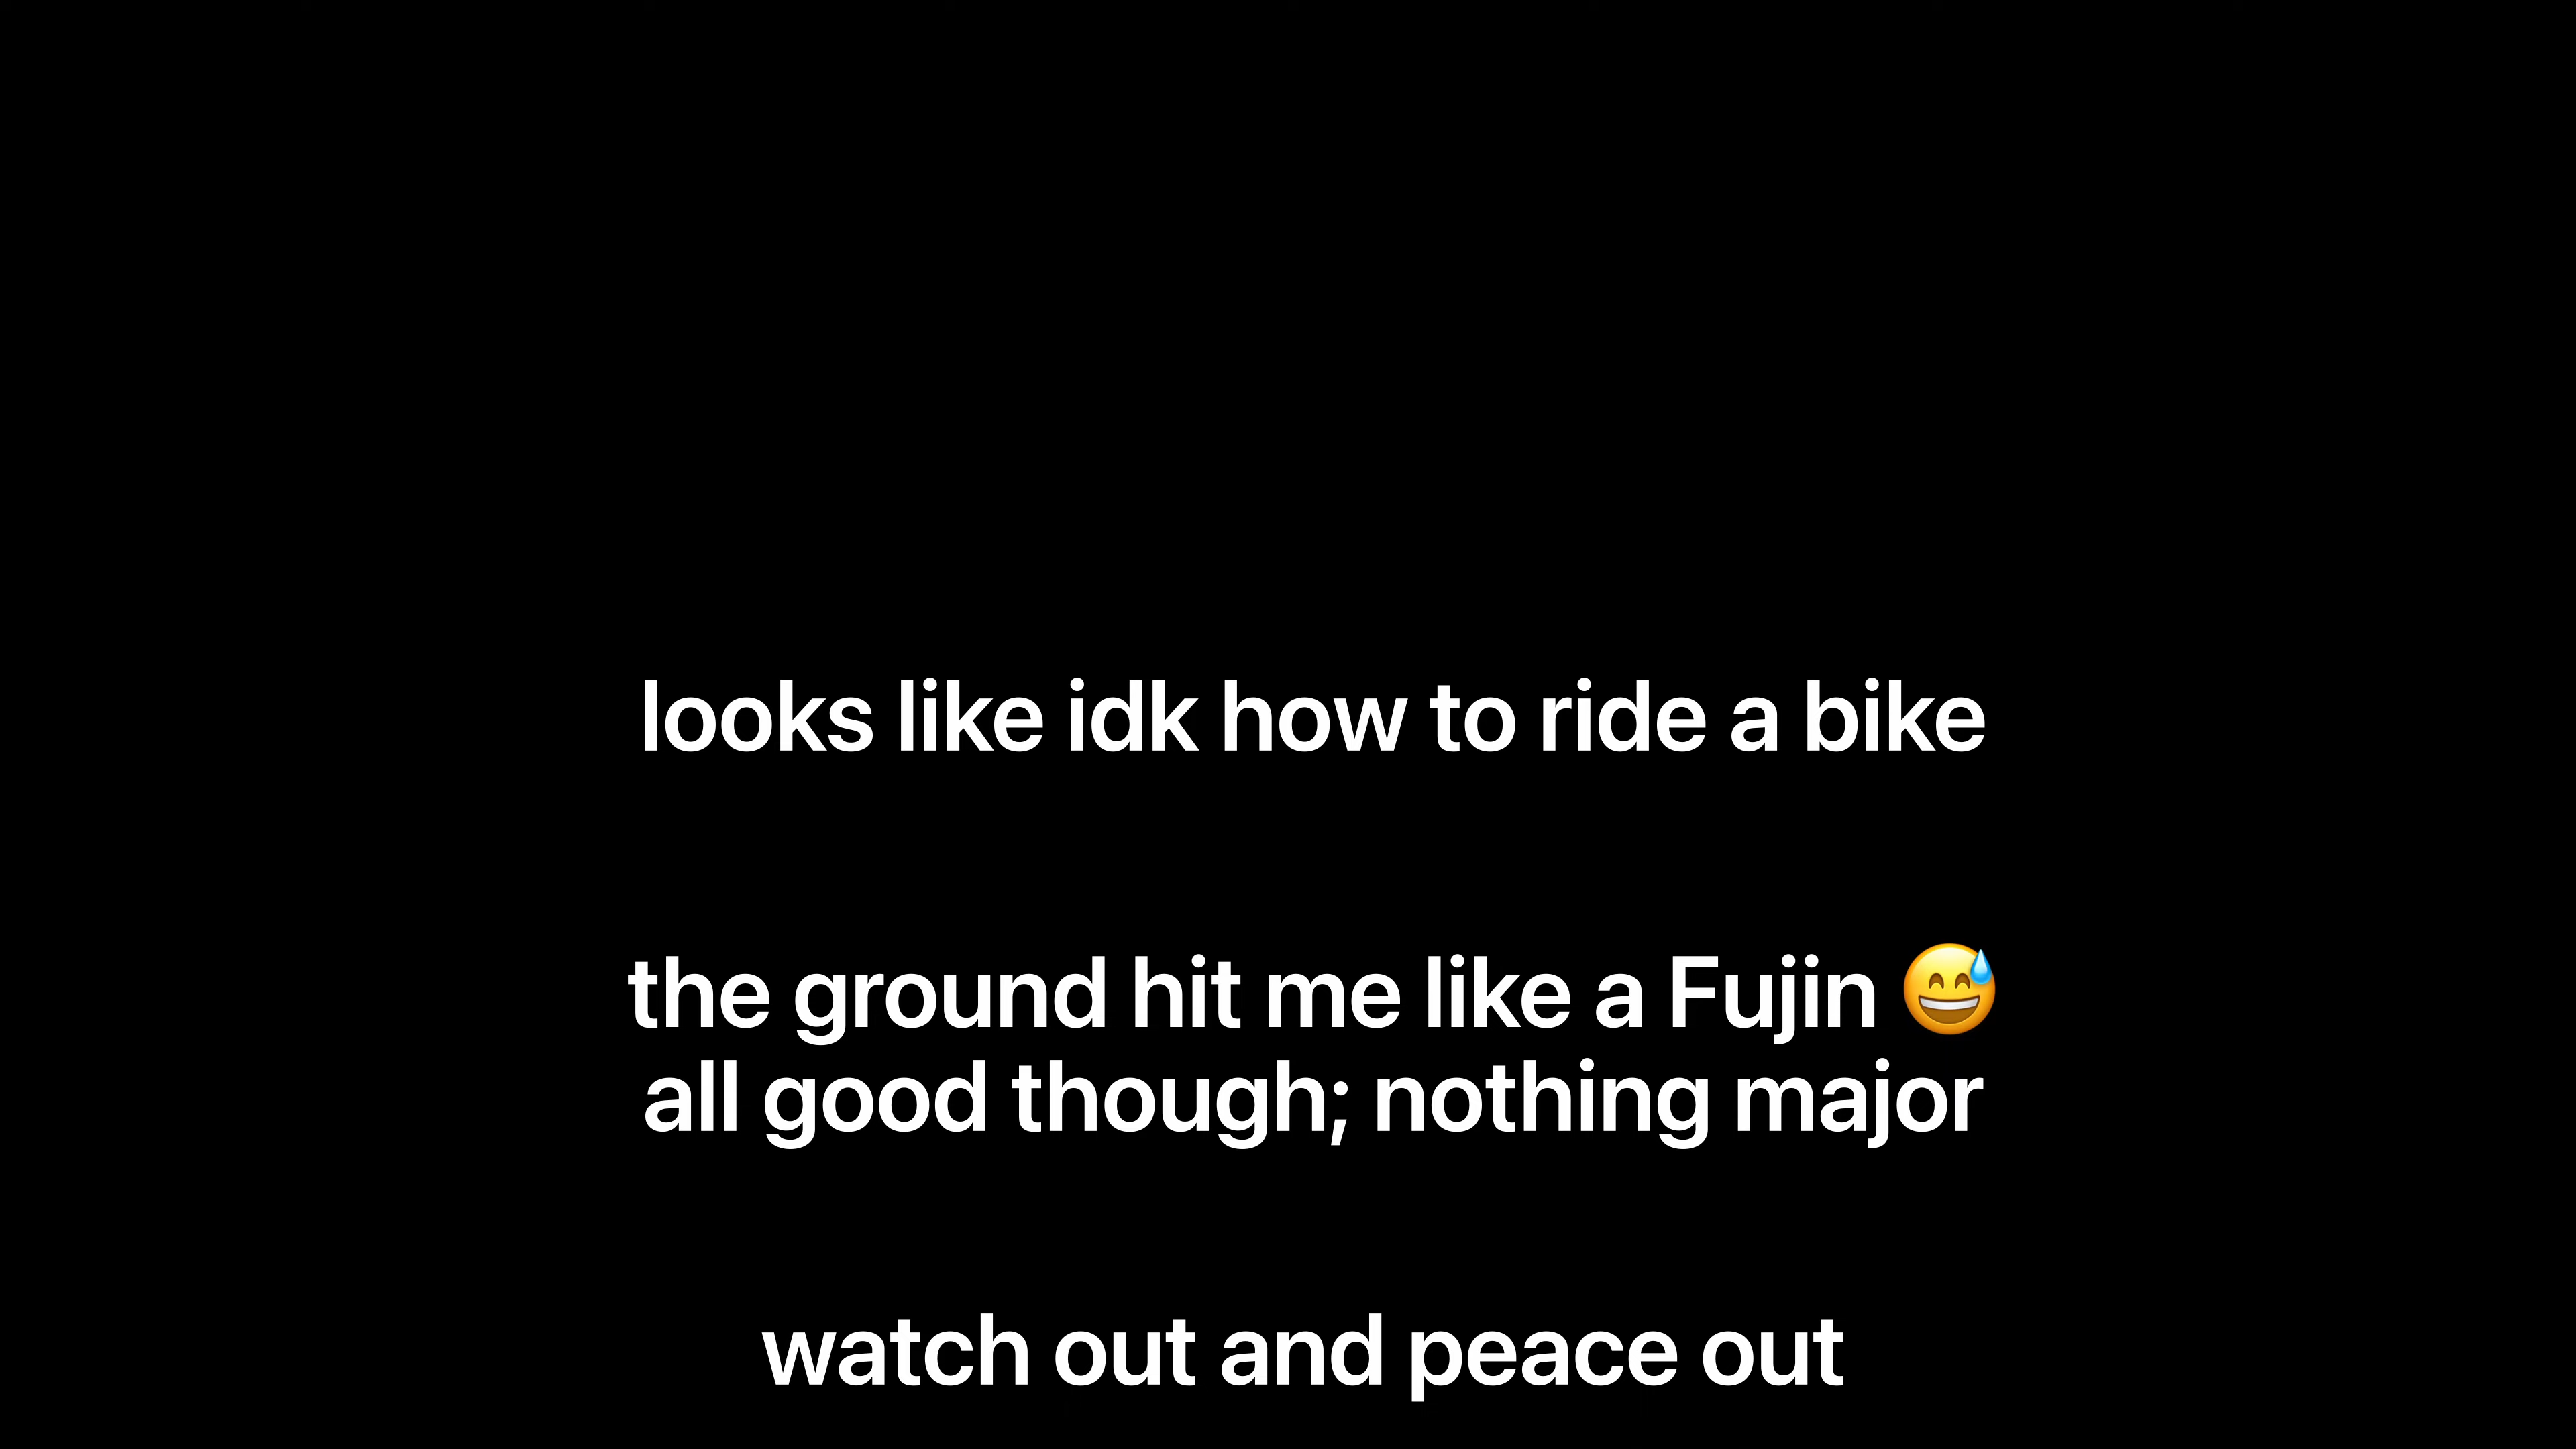 looks like idk how to ride a bike
the ground hit me like a Fujin 😅
all good though; nothing major
watch out and peace out